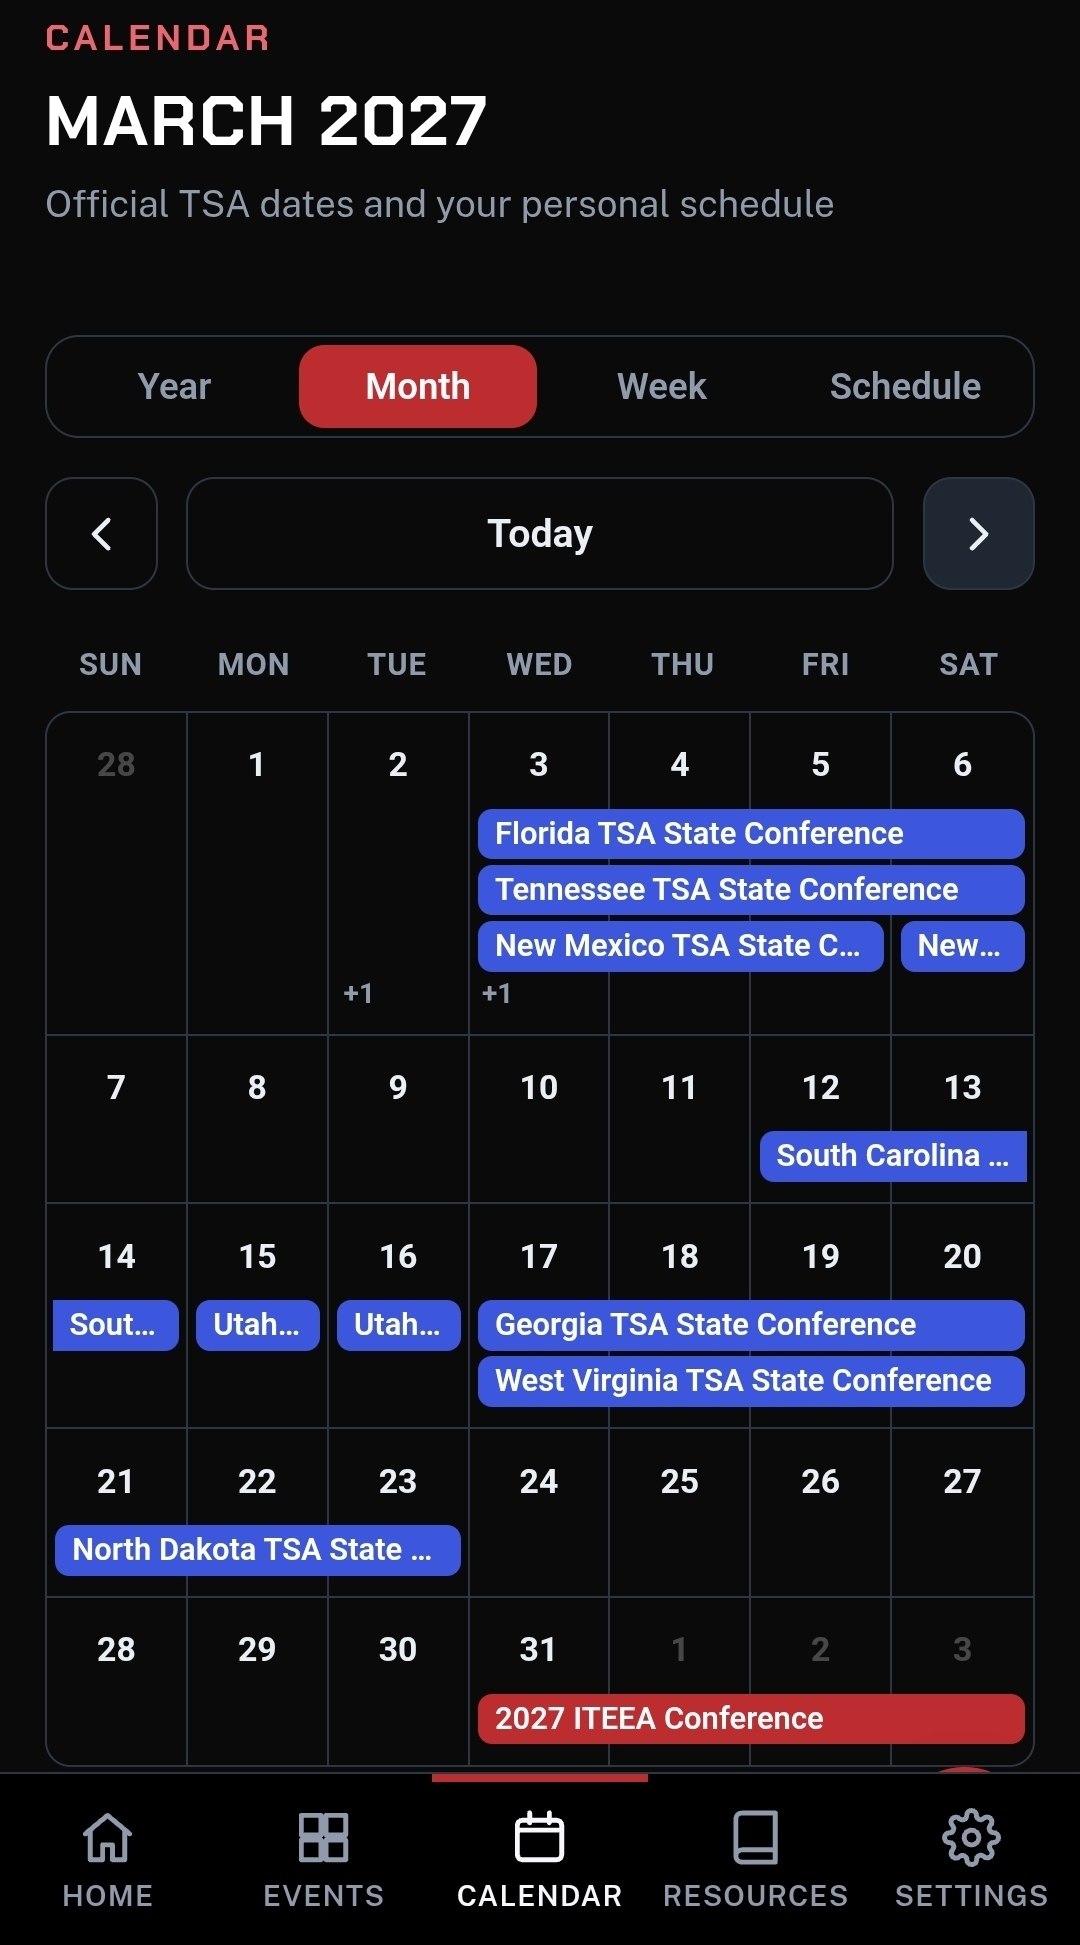 CALENDAR
MARCH 2027
Official TSA dates and your personal schedule
Year Month Week Schedule
Today
SUN MON TUE WED THU FRI SAT
28 1 2 3 4 5 6
Florida TSA State Conference
Tennessee TSA State Conference
New Mexico TSA State C... New...
+1 +1
7 8 9 10 11 12 13
South Carolina ...
14 15 16 17 18 19 20
Sout... Utah... Utah... Georgia TSA State Conference
West Virginia TSA State Conference
21 22 23 24 25 26 27
North Dakota TSA State ...
28 29 30 31 1 2 3
2027 ITEEA Conference
HOME EVENTS CALENDAR RESOURCES SETTINGS